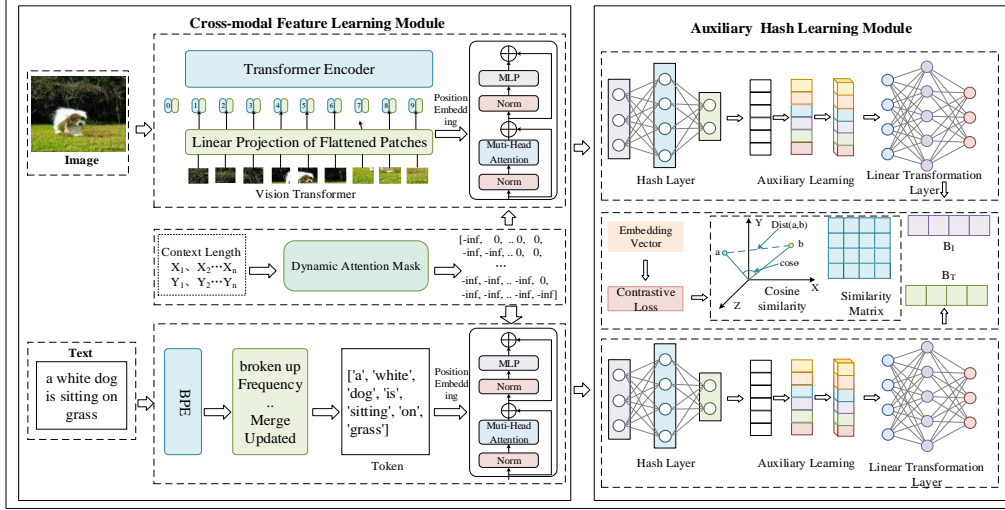 Cross-modal Feature Learning Module
Transformer Encoder
0 1 2 3 4 5 6 7 8 9
Linear Projection of Flattened Patches
Vision Transformer
Image
Position
Embedd
ing
MLP
Norm
Muti-Head
Attention
Norm
Context Length
X₁、X₂…Xₙ
Y₁、Y₂…Yₙ
Dynamic Attention Mask
[-inf, 0, .. 0, 0,
-inf, -inf, .. 0, 0,
...
-inf, -inf, .. -inf, 0,
-inf, -inf, .. -inf, -inf]
Text
a white dog
is sitting on
grass
BPE
broken up
Frequency
..
Merge
Updated
['a', 'white',
'dog', 'is',
'sitting', 'on',
'grass']
Token
Position
Embedd
ing
MLP
Norm
Muti-Head
Attention
Norm
Auxiliary Hash Learning Module
Hash Layer
Auxiliary Learning
Linear Transformation
Layer
Embedding
Vector
Contrastive
Loss
Y
Dist(a,b)
a
b
cosθ
X
Z
Cosine
similarity
Similarity
Matrix
B_I
B_T
Hash Layer
Auxiliary Learning
Linear Transformation
Layer